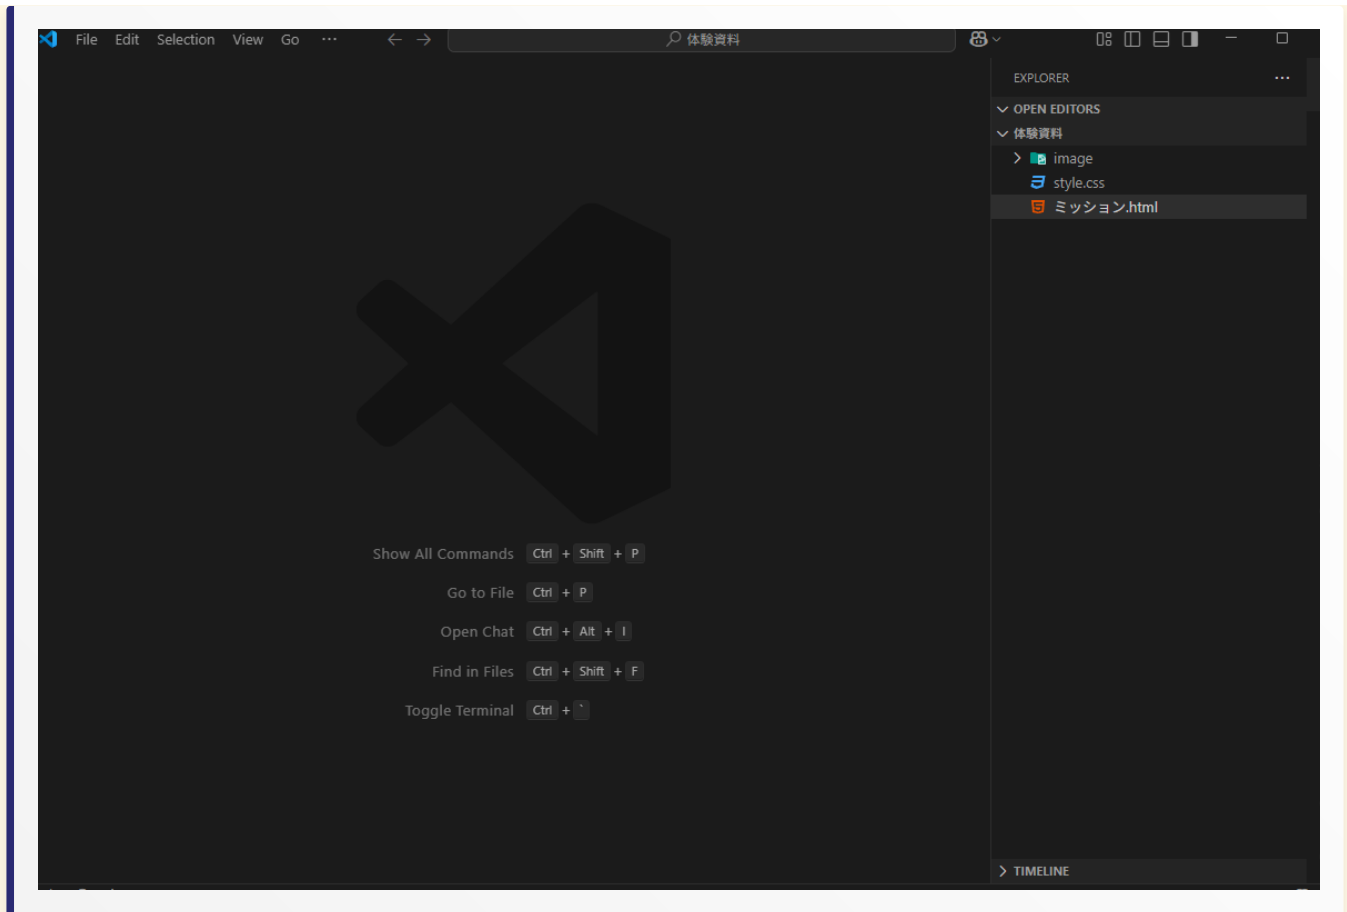 File Edit Selection View Go ··· ← → 体験資料
EXPLORER ···
OPEN EDITORS
体験資料
image
style.css
ミッション.html
Show All Commands Ctrl + Shift + P
Go to File Ctrl + P
Open Chat Ctrl + Alt + I
Find in Files Ctrl + Shift + F
Toggle Terminal Ctrl + `
TIMELINE